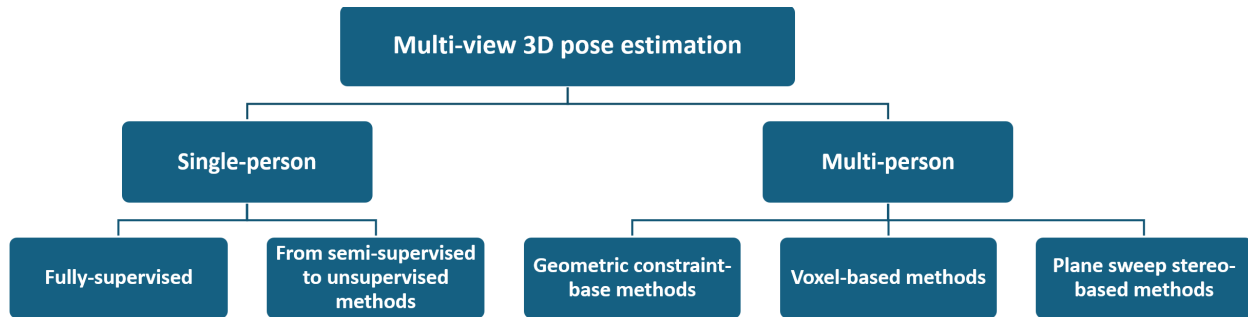 Multi-view 3D pose estimation
Single-person
Multi-person
Fully-supervised
From semi-supervised
to unsupervised
methods
Geometric constraint-
base methods
Voxel-based methods
Plane sweep stereo-
based methods